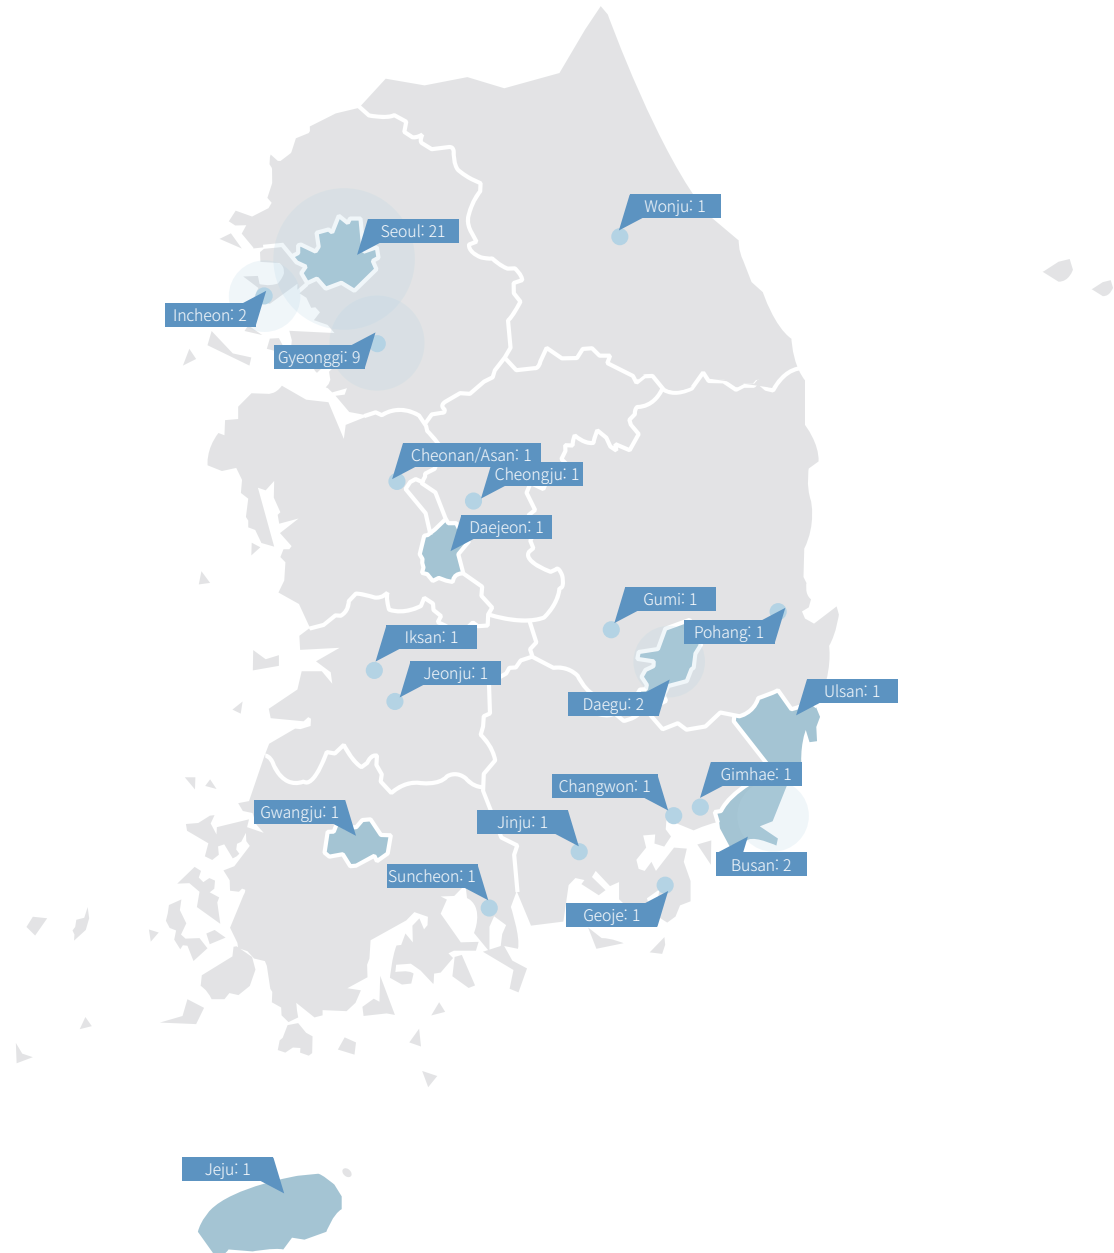 Wonju: 1
Seoul: 21
Incheon: 2
Gyeonggi: 9
Cheonan/Asan: 1
Cheongju: 1
Daejeon: 1
Gumi: 1
Pohang: 1
Iksan: 1
Jeonju: 1
Ulsan: 1
Daegu: 2
Gimhae: 1
Changwon: 1
Gwangju: 1
Jinju: 1
Busan: 2
Suncheon: 1
Geoje: 1
Jeju: 1